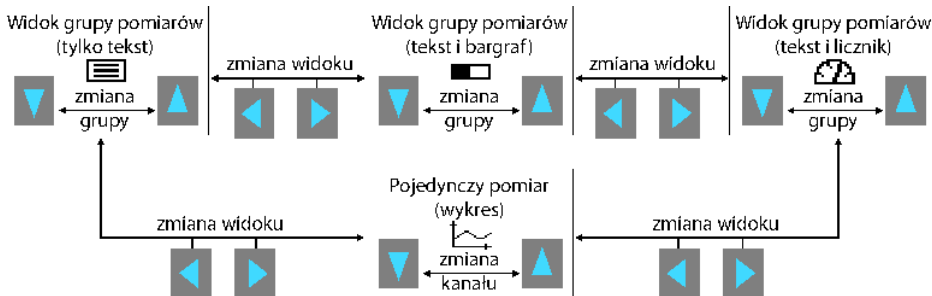 Widok grupy pomiarów
(tylko tekst)
zmiana
grupy
zmiana widoku
Widok grupy pomiarów
(tekst i bargraf)
zmiana
grupy
zmiana widoku
Widok grupy pomiarów
(tekst i licznik)
zmiana
grupy
zmiana widoku
Pojedynczy pomiar
(wykres)
zmiana
kanału
zmiana widoku